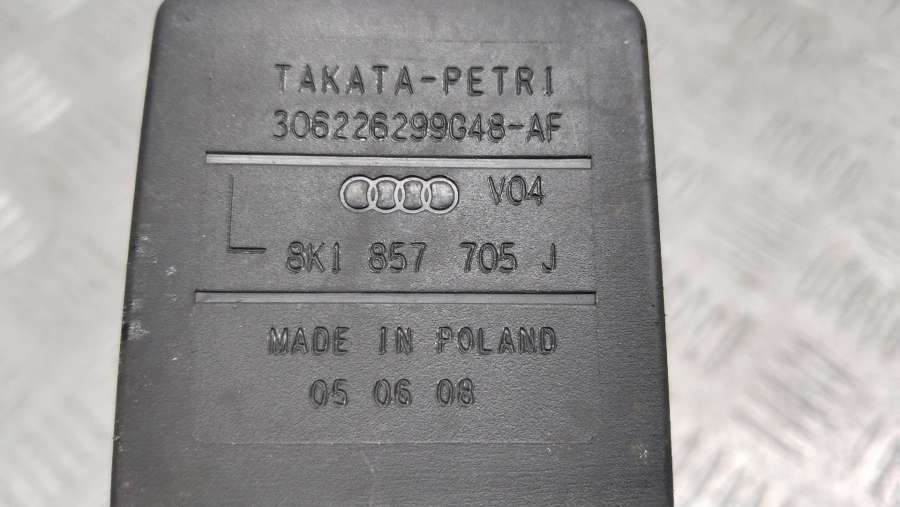 TAKATA-PETRI
306226299G48-AF
V04
8K1 857 705 J
MADE IN POLAND
05 06 08